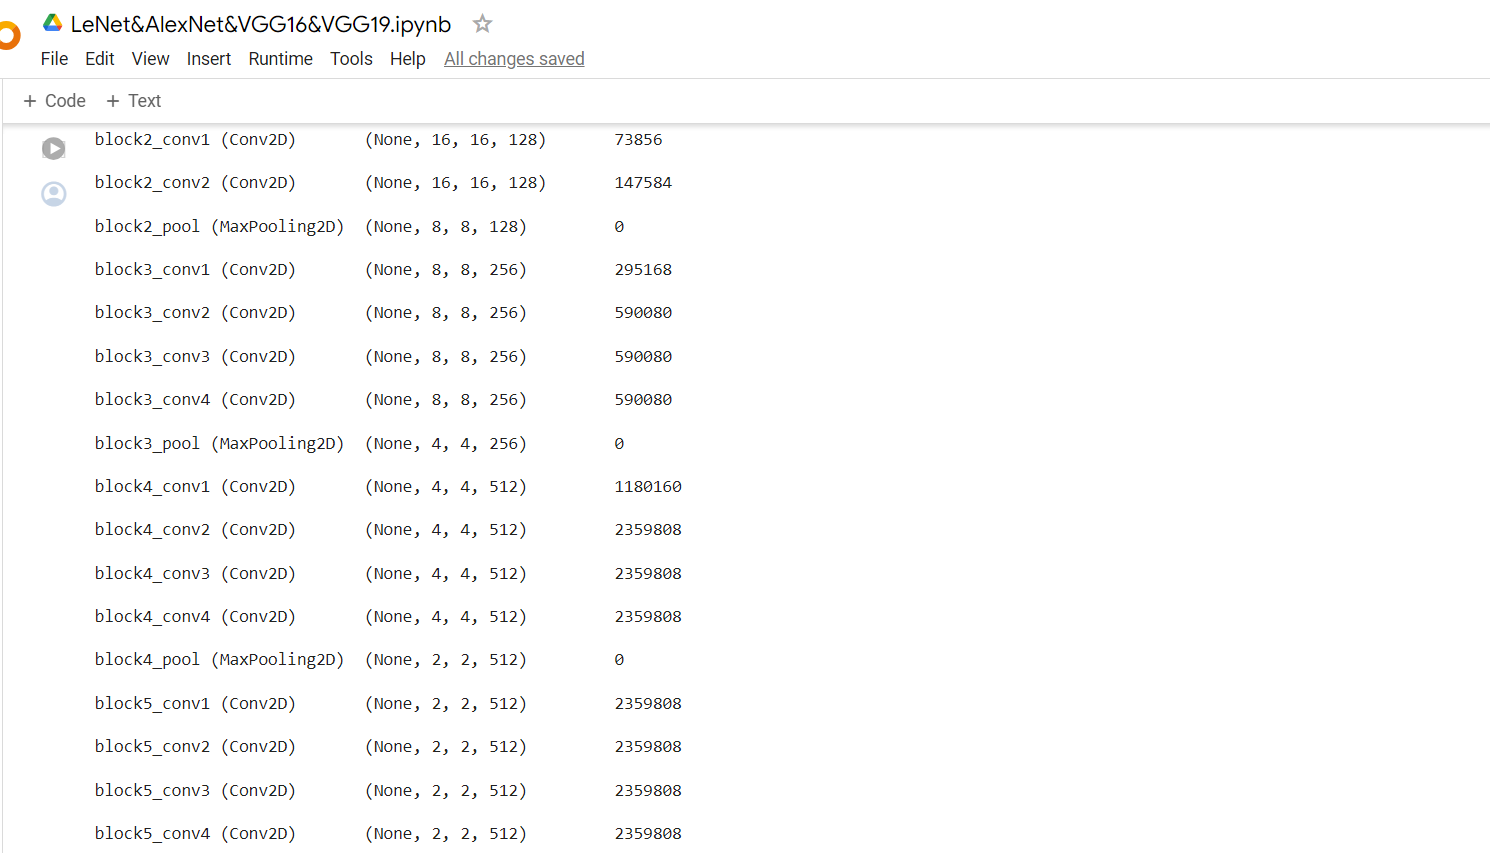 LeNet&AlexNet&VGG16&VGG19.ipynb
File Edit View Insert Runtime Tools Help All changes saved
+ Code + Text
block2_conv1 (Conv2D) (None, 16, 16, 128) 73856
block2_conv2 (Conv2D) (None, 16, 16, 128) 147584
block2_pool (MaxPooling2D) (None, 8, 8, 128) 0
block3_conv1 (Conv2D) (None, 8, 8, 256) 295168
block3_conv2 (Conv2D) (None, 8, 8, 256) 590080
block3_conv3 (Conv2D) (None, 8, 8, 256) 590080
block3_conv4 (Conv2D) (None, 8, 8, 256) 590080
block3_pool (MaxPooling2D) (None, 4, 4, 256) 0
block4_conv1 (Conv2D) (None, 4, 4, 512) 1180160
block4_conv2 (Conv2D) (None, 4, 4, 512) 2359808
block4_conv3 (Conv2D) (None, 4, 4, 512) 2359808
block4_conv4 (Conv2D) (None, 4, 4, 512) 2359808
block4_pool (MaxPooling2D) (None, 2, 2, 512) 0
block5_conv1 (Conv2D) (None, 2, 2, 512) 2359808
block5_conv2 (Conv2D) (None, 2, 2, 512) 2359808
block5_conv3 (Conv2D) (None, 2, 2, 512) 2359808
block5_conv4 (Conv2D) (None, 2, 2, 512) 2359808